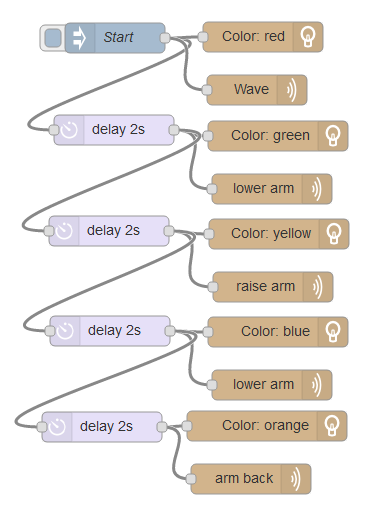 Start
Color: red
Wave
delay 2s
Color: green
lower arm
delay 2s
Color: yellow
raise arm
delay 2s
Color: blue
lower arm
delay 2s
Color: orange
arm back